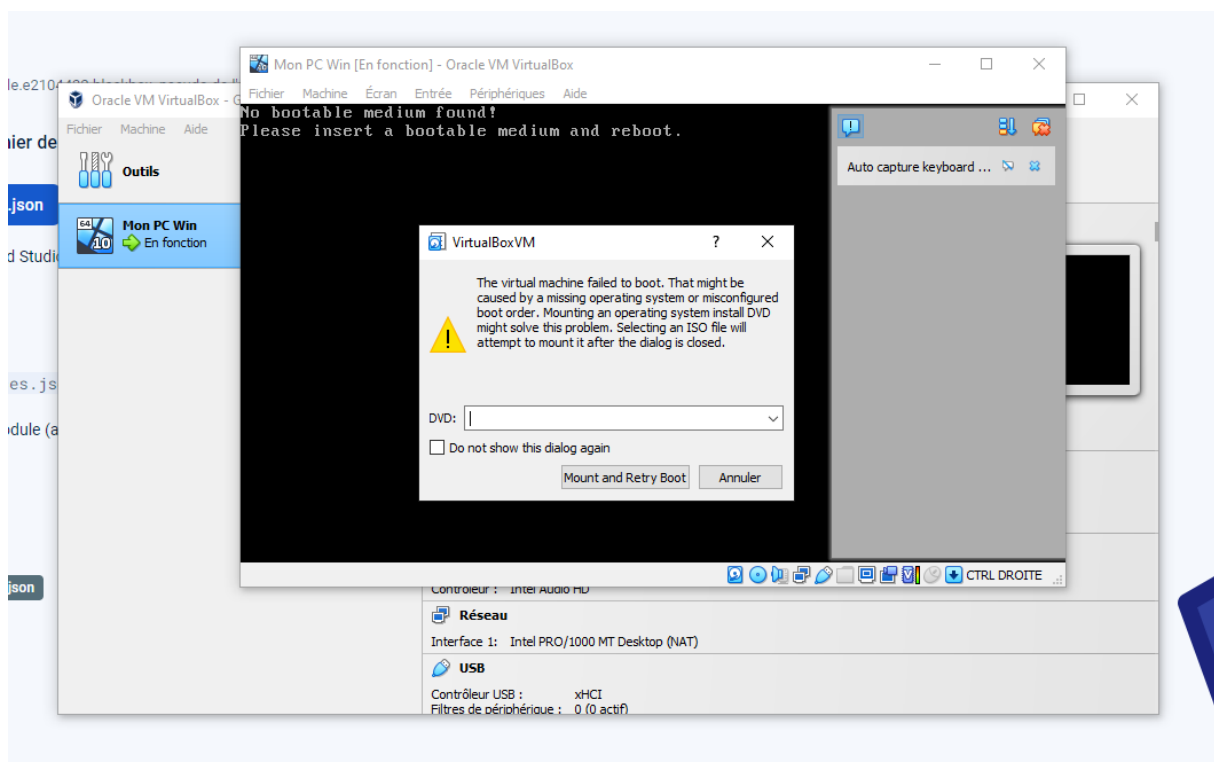 Mon PC Win [En fonction] - Oracle VM VirtualBox
Fichier Machine Écran Entrée Périphériques Aide
No bootable medium found!
Please insert a bootable medium and reboot.
Auto capture keyboard ...
VirtualBoxVM
?
The virtual machine failed to boot. That might be
caused by a missing operating system or misconfigured
boot order. Mounting an operating system install DVD
might solve this problem. Selecting an ISO file will
attempt to mount it after the dialog is closed.
DVD:
Do not show this dialog again
Mount and Retry Boot Annuler
CTRL DROITE
Oracle VM VirtualBox - G
Fichier Machine Aide
Outils
64
10
Mon PC Win
En fonction
Contrôleur : Intel Audio HD
Réseau
Interface 1: Intel PRO/1000 MT Desktop (NAT)
USB
Contrôleur USB : xHCI
Filtres de périphérique : 0 (0 actif)
ier de
.json
d Studi
es.js
dule (a
json